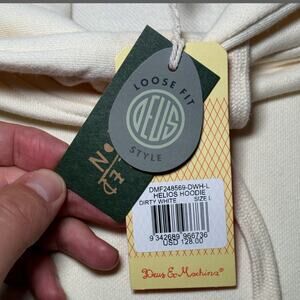 LOOSE FIT
DEUS
STYLE
DMF248569-DWH-L
HELIOS HOODIE
DIRTY WHITE SIZE L
9 342689 966736
USD 128.00
Deus Ex Machina